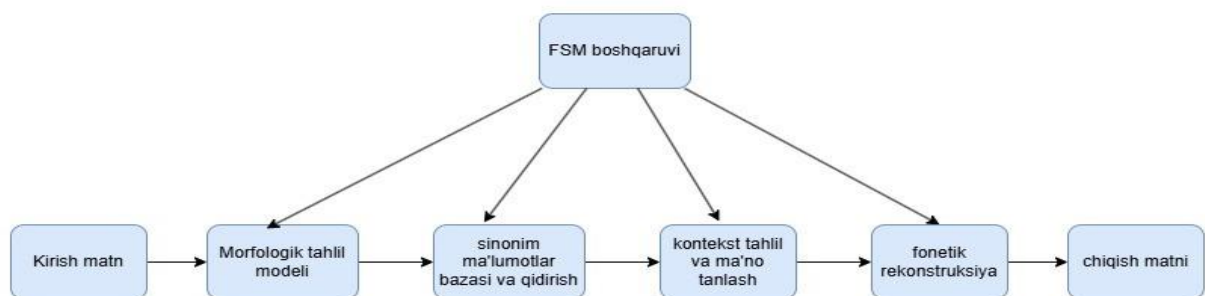 FSM boshqaruvi
Kirish matn
Morfologik tahlil
modeli
sinonim
ma'lumotlar
bazasi va qidirish
kontekst tahlil
va ma'no
tanlash
fonetik
rekonstruksiya
chiqish matni